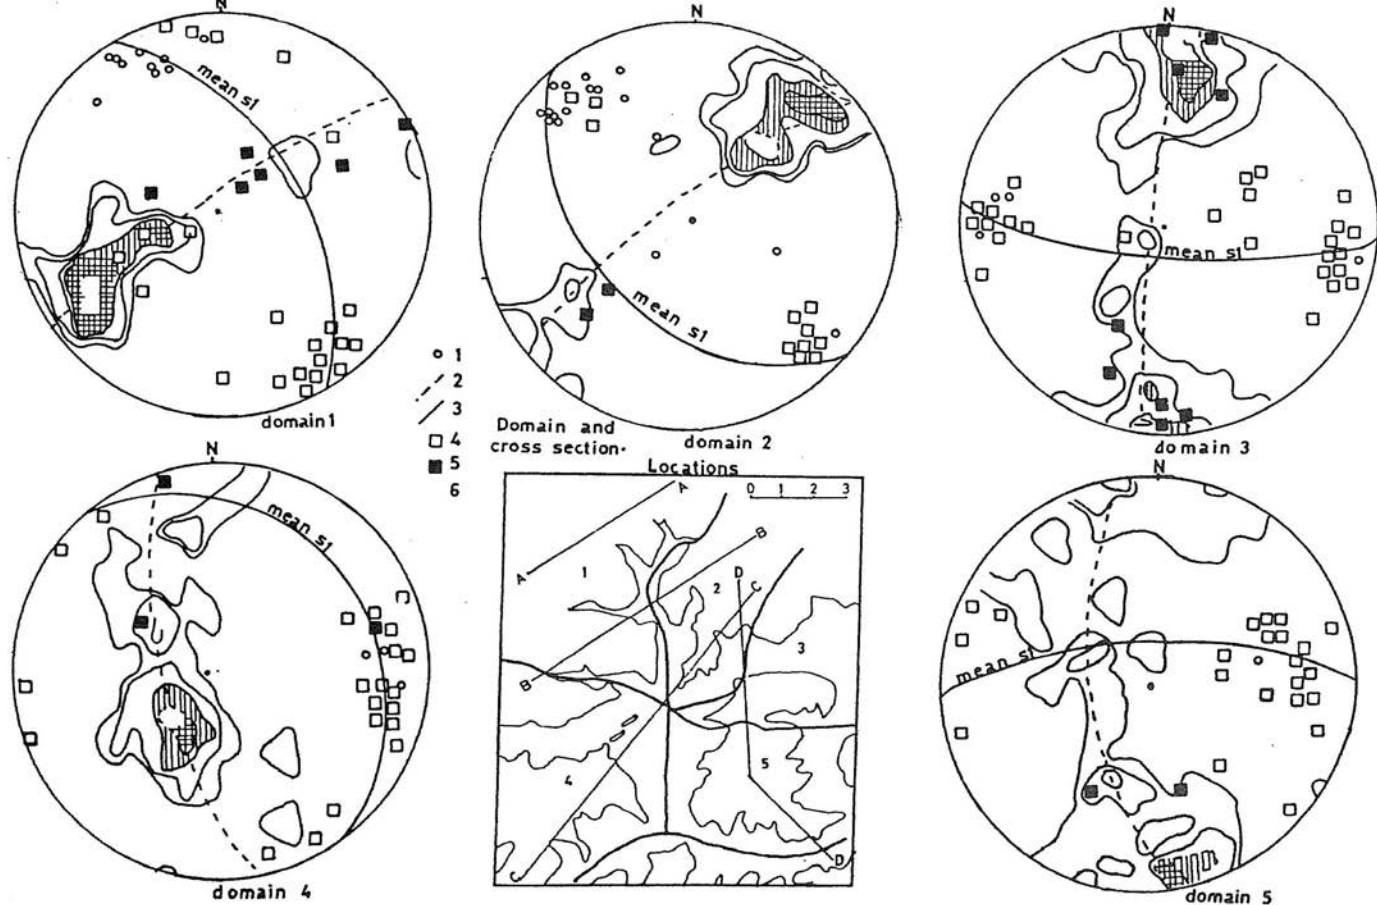 N
mean s1
domain 1
N
mean s1
domain 2
N
mean s1
domain 3
1
2
3
4
5
6
Domain and
cross section.
Locations
N
mean s1
domain 4
0 1 2 3
A
A
B
B
C
D
D
1
2
3
4
5
N
mean s1
domain 5